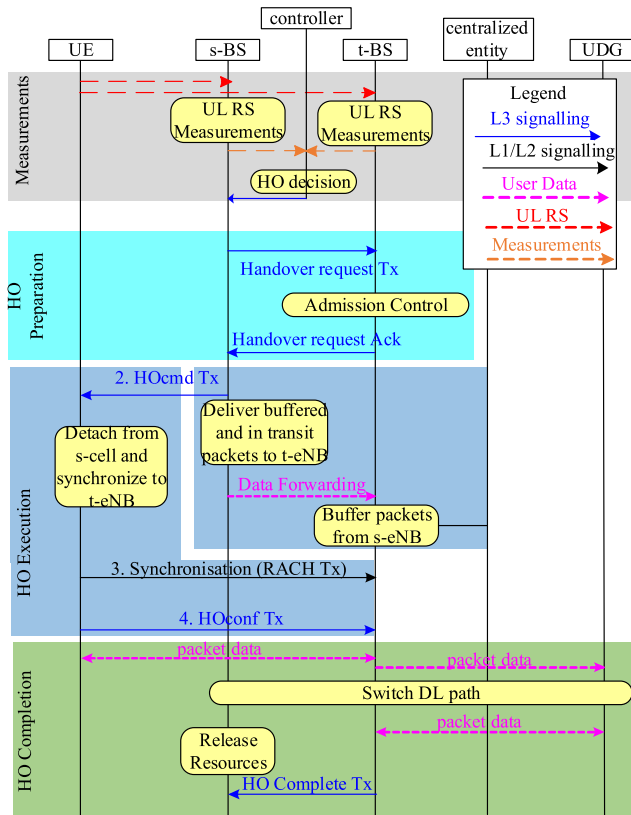 controller
UE
s-BS
t-BS
centralized
entity
UDG
Measurements
UL RS
Measurements
UL RS
Measurements
HO decision
Legend
L3 signalling
L1/L2 signalling
User Data
UL RS
Measurements
HO
Preparation
Handover request Tx
Admission Control
Handover request Ack
HO Execution
2. HOcmd Tx
Detach from
s-cell and
synchronize to
t-eNB
Deliver buffered
and in transit
packets to t-eNB
Data Forwarding
Buffer packets
from s-eNB
3. Synchronisation (RACH Tx)
4. HOconf Tx
HO Completion
packet data
packet data
Switch DL path
packet data
Release
Resources
HO Complete Tx